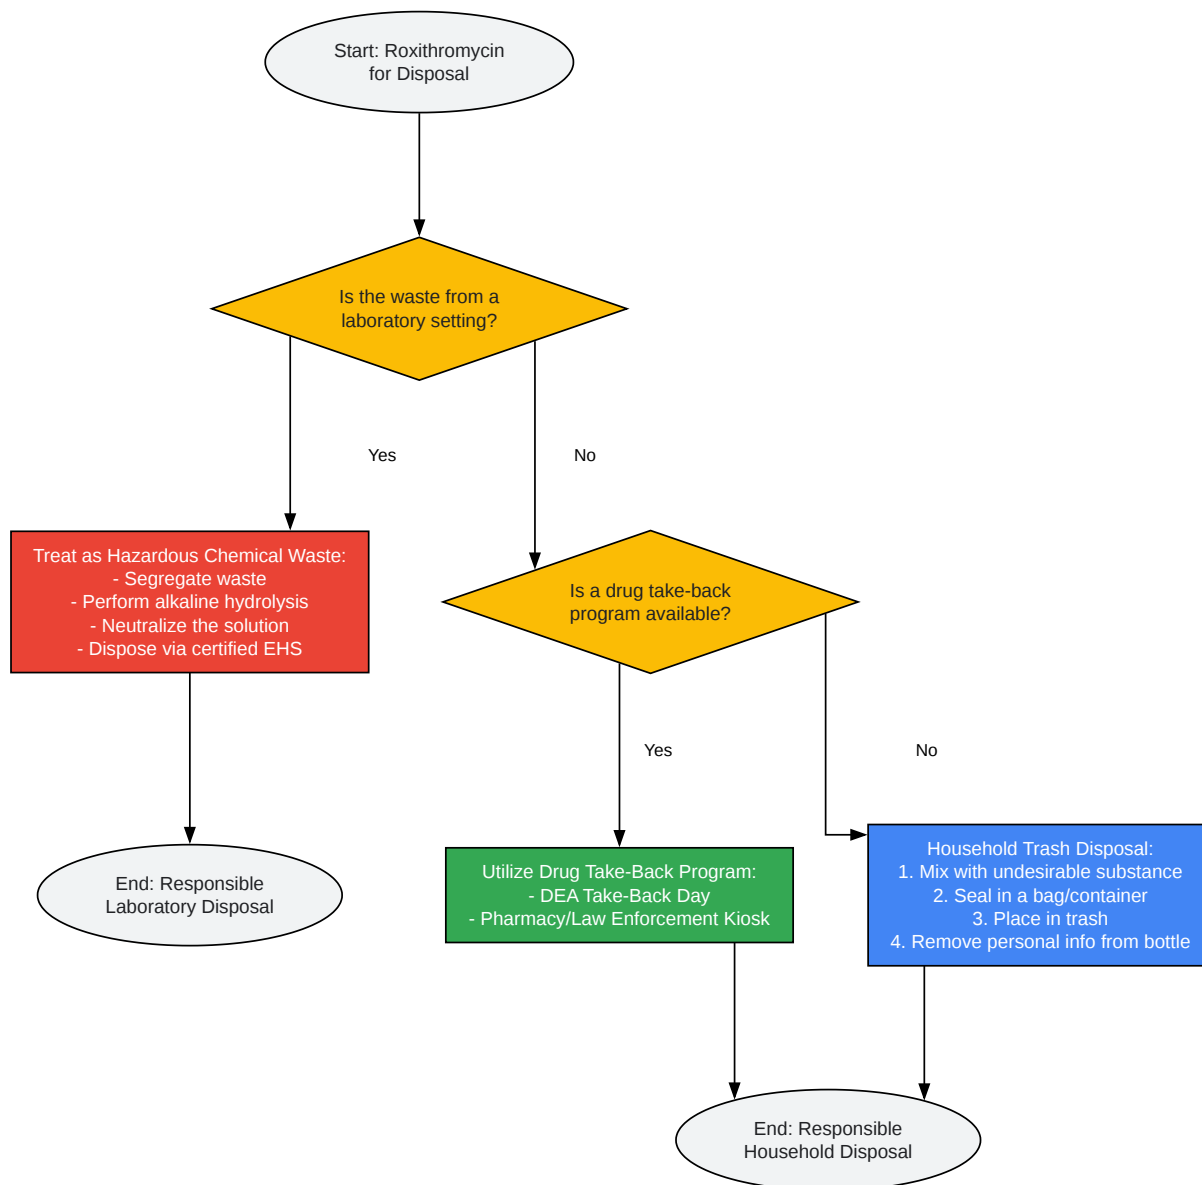 Start: Roxithromycin
for Disposal
Is the waste from a
laboratory setting?
Yes
No
Treat as Hazardous Chemical Waste:
- Segregate waste
- Perform alkaline hydrolysis
- Neutralize the solution
- Dispose via certified EHS
Is a drug take-back
program available?
Yes
No
End: Responsible
Laboratory Disposal
Utilize Drug Take-Back Program:
- DEA Take-Back Day
- Pharmacy/Law Enforcement Kiosk
Household Trash Disposal:
1. Mix with undesirable substance
2. Seal in a bag/container
3. Place in trash
4. Remove personal info from bottle
End: Responsible
Household Disposal